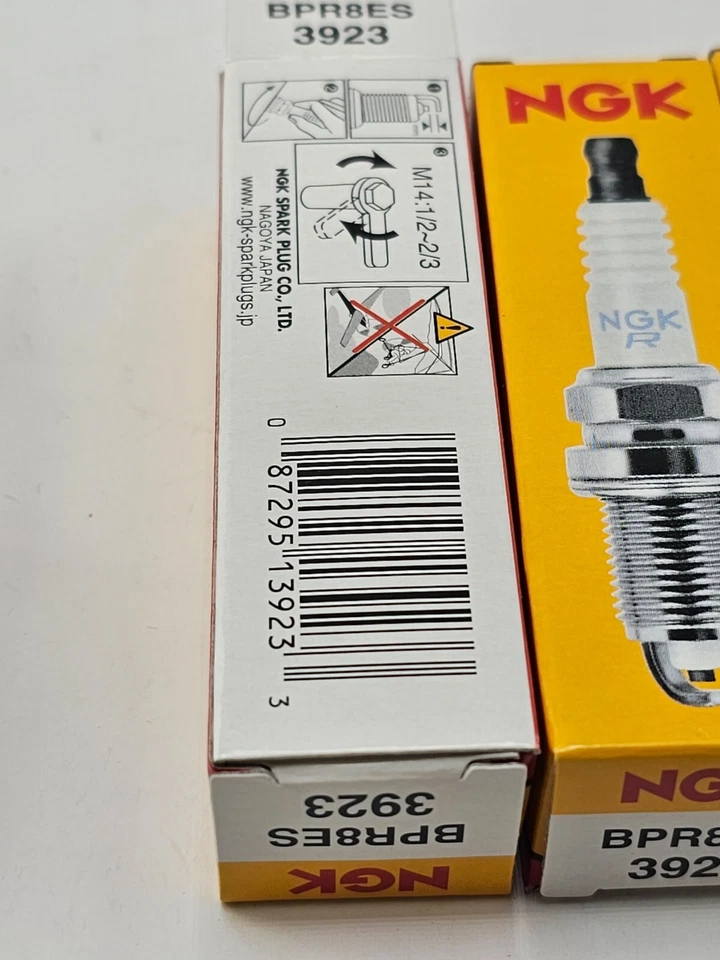 BPR8ES
3923
M14:1/2~2/3
NGK SPARK PLUG CO., LTD.
NAGOYA JAPAN
www.ngk-sparkplugs.jp
0 87295 13923 3
3923
BPR8ES
NGK
NGK
NGK
R
NG
BPR8
392